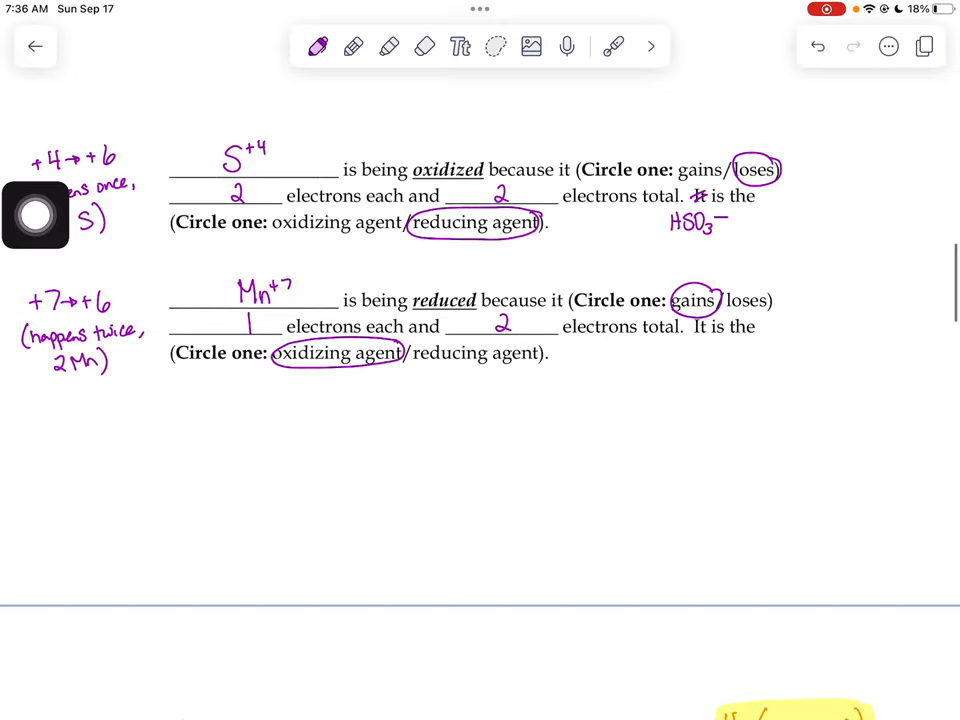 7:36 AM Sun Sep 17
18%
Tt
+4→+6
S+4 is being oxidized because it (Circle one: gains/loses)
once,
2 electrons each and 2 electrons total. It is the
S)
(Circle one: oxidizing agent/reducing agent).
HSO3−
+7→+6
Mn+7 is being reduced because it (Circle one: gains/loses)
(happens twice,
1 electrons each and 2 electrons total. It is the
2 Mn)
(Circle one: oxidizing agent/reducing agent).